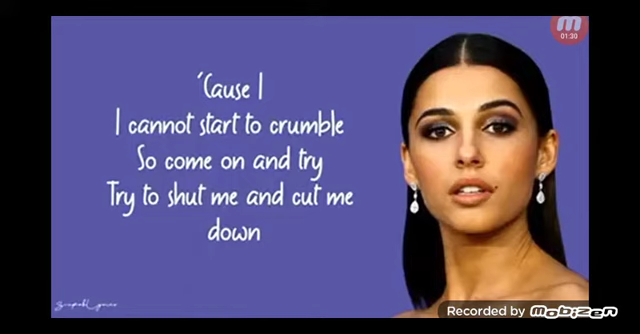 01:30
'Cause I
I cannot start to crumble
So come on and try
Try to shut me and cut me
down
Recorded by Mobizen